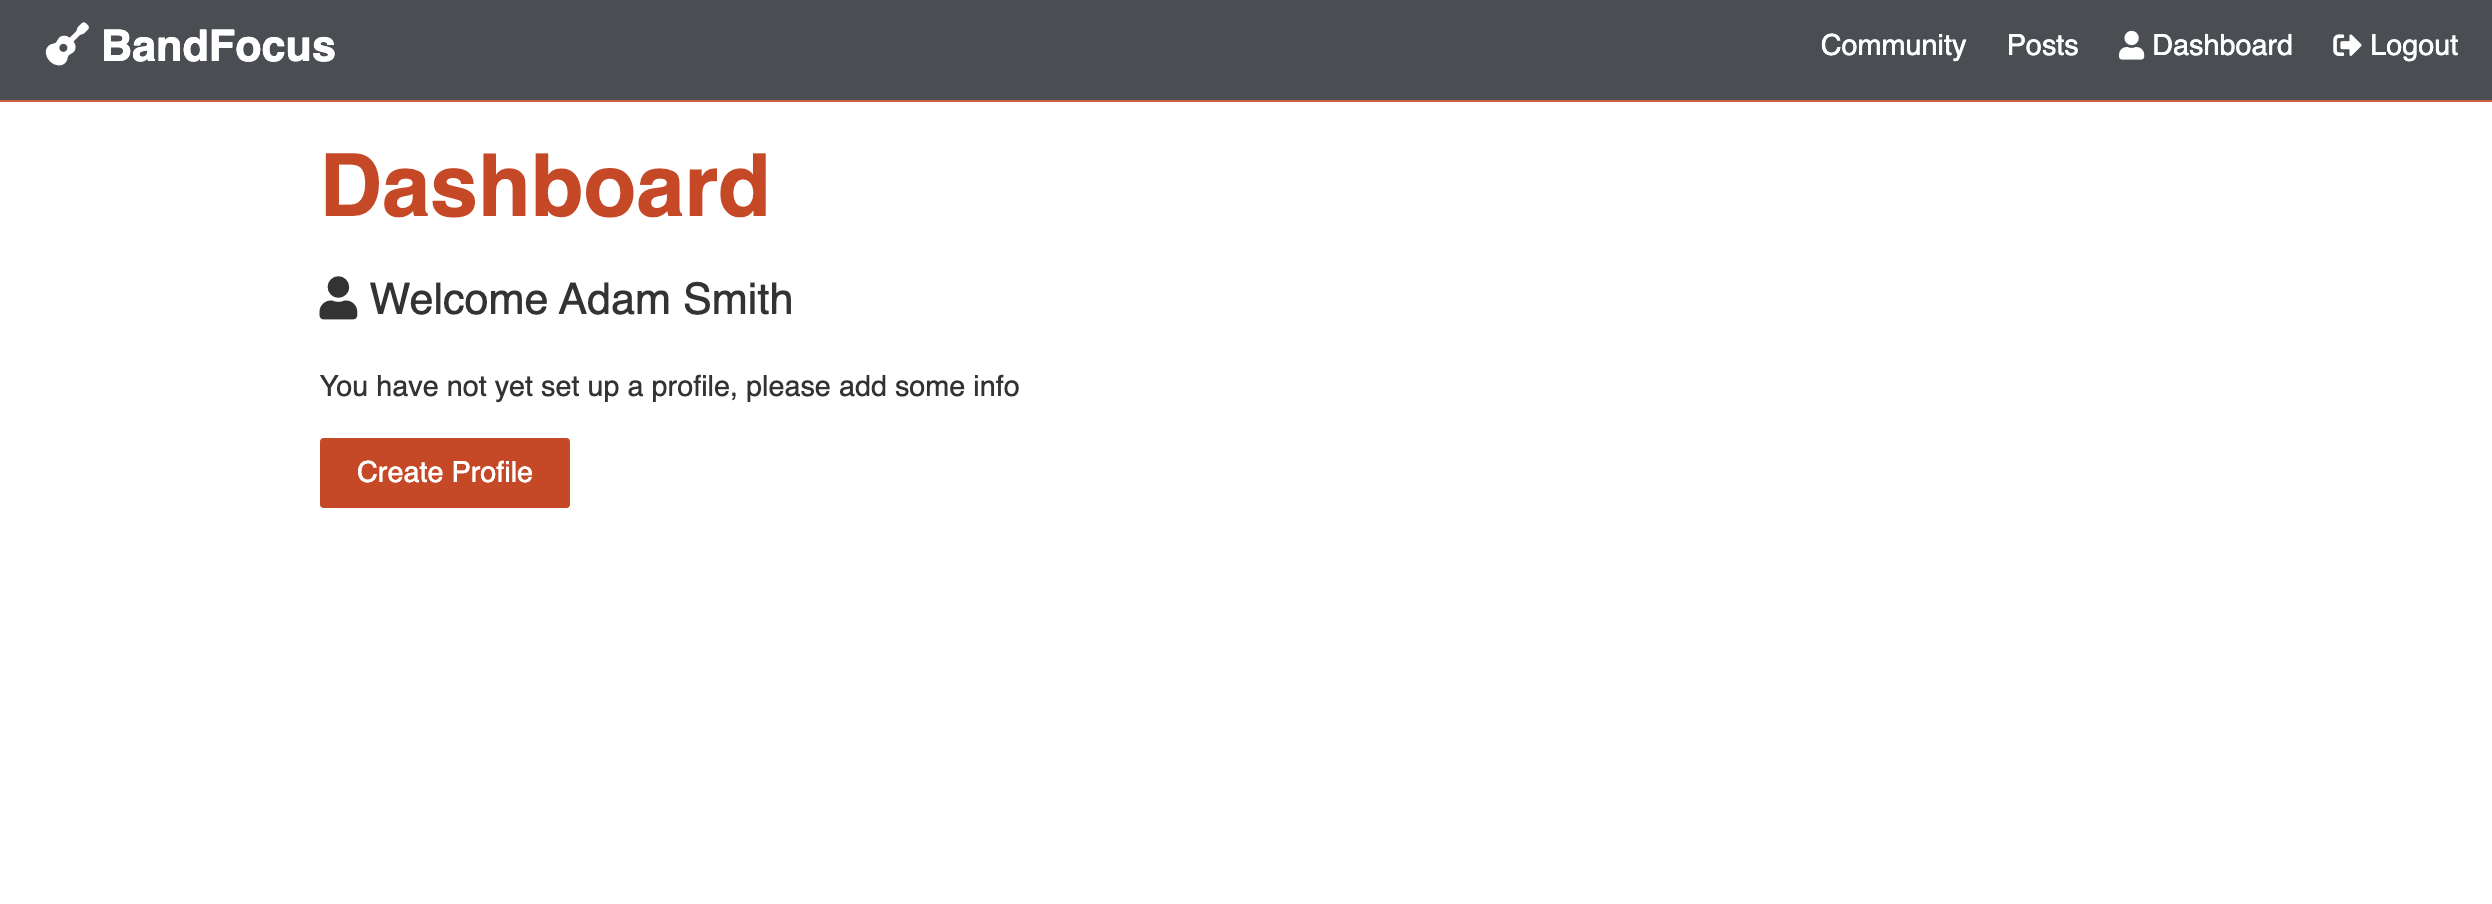 BandFocus
Community Posts Dashboard Logout
Dashboard
Welcome Adam Smith
You have not yet set up a profile, please add some info
Create Profile